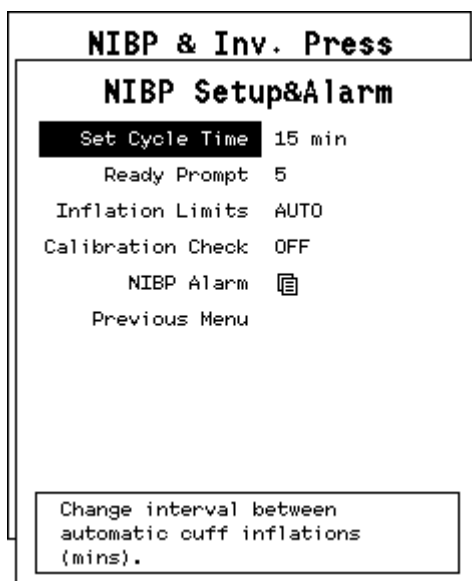 NIBP & Inv. Press
NIBP Setup&Alarm
Set Cycle Time 15 min
Ready Prompt 5
Inflation Limits AUTO
Calibration Check OFF
NIBP Alarm
Previous Menu
Change interval between
automatic cuff inflations
(mins).